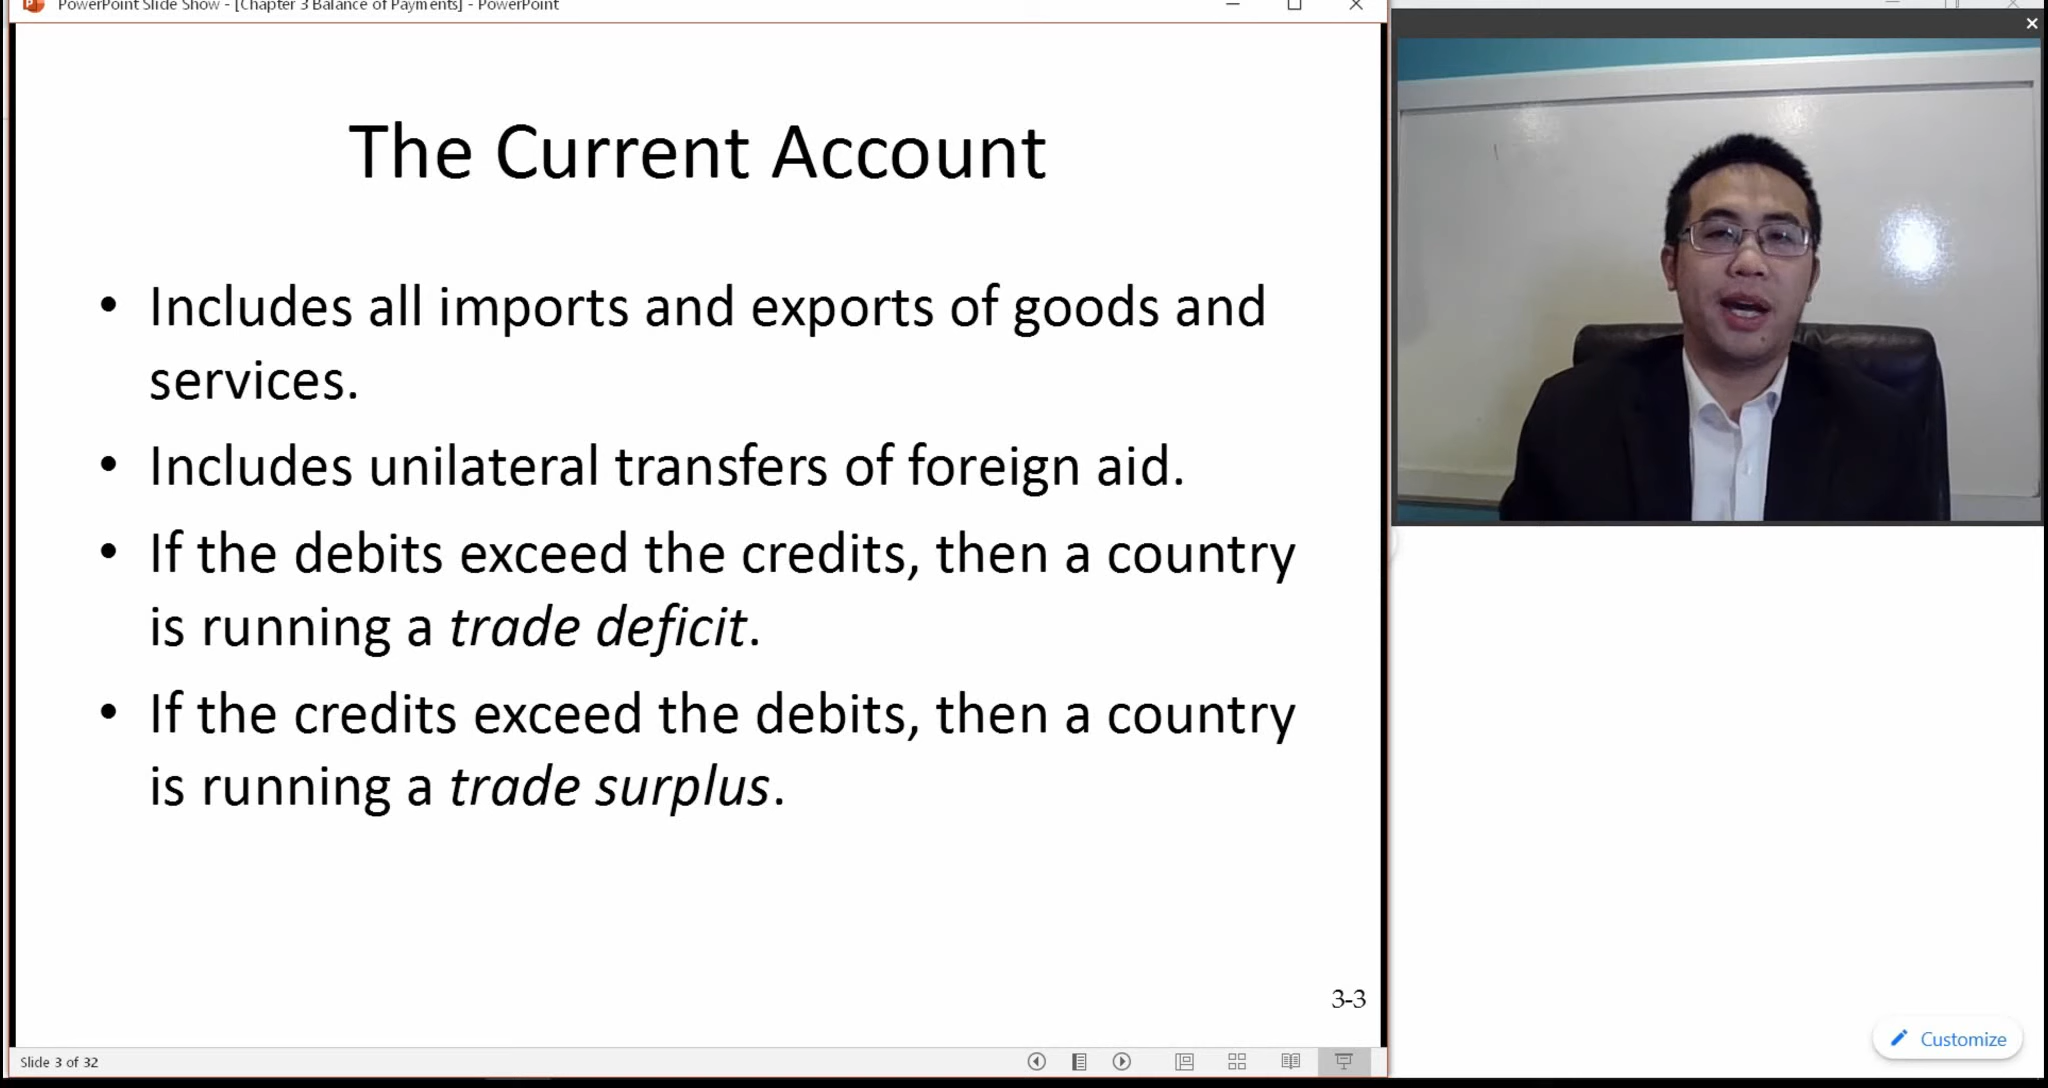 PowerPoint Slide Show - [Chapter 3 Balance of Payments] - PowerPoint
The Current Account
• Includes all imports and exports of goods and
services.
• Includes unilateral transfers of foreign aid.
• If the debits exceed the credits, then a country
is running a trade deficit.
• If the credits exceed the debits, then a country
is running a trade surplus.
3-3
Slide 3 of 32
Customize